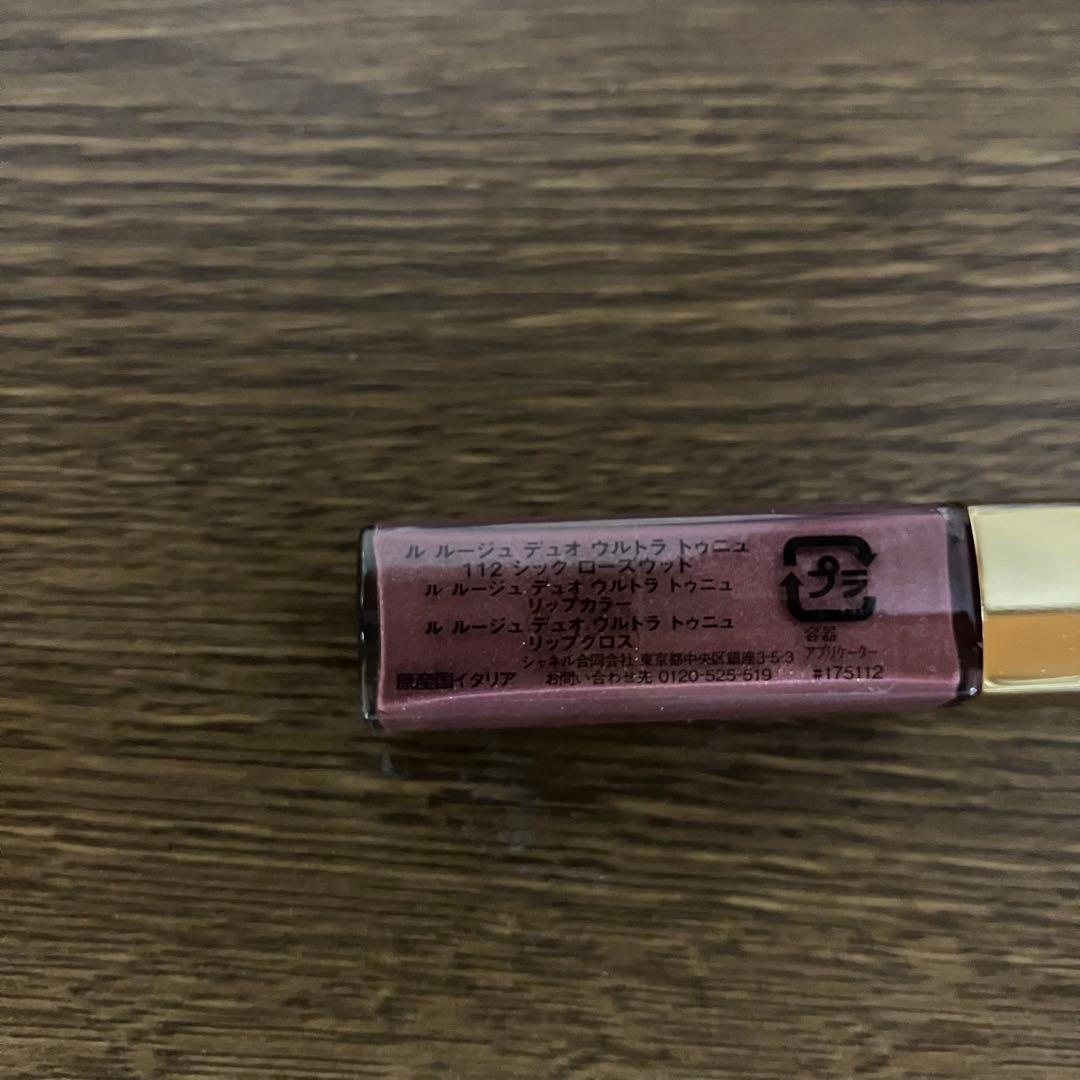 ル ルージュ デュオ ウルトラ トゥニュ
112 シック ローズウッド
ル ルージュ デュオ ウルトラ トゥニュ
リップカラー
ル ルージュ デュオ ウルトラ トゥニュ
リップグロス
シャネル合同会社・東京都中央区銀座3-5-3
原産国イタリア お問い合わせ先 0120-525-519
プラ
容器
アプリケーター
#175112